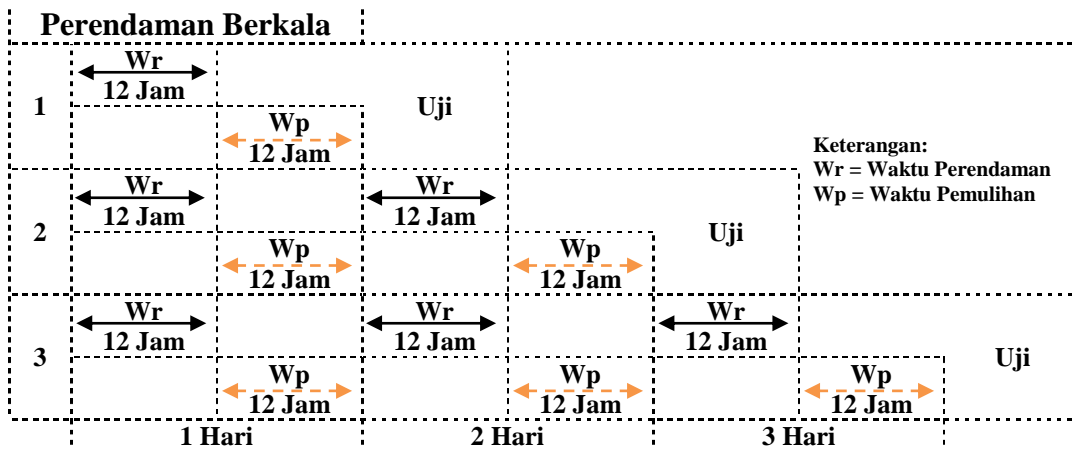 Perendaman Berkala
Wr
12 Jam
1
Uji
Wp
12 Jam
Keterangan:
Wr = Waktu Perendaman
Wp = Waktu Pemulihan
Wr
12 Jam
Wr
12 Jam
2
Uji
Wp
12 Jam
Wp
12 Jam
Wr
12 Jam
Wr
12 Jam
Wr
12 Jam
3
Uji
Wp
12 Jam
Wp
12 Jam
Wp
12 Jam
1 Hari
2 Hari
3 Hari